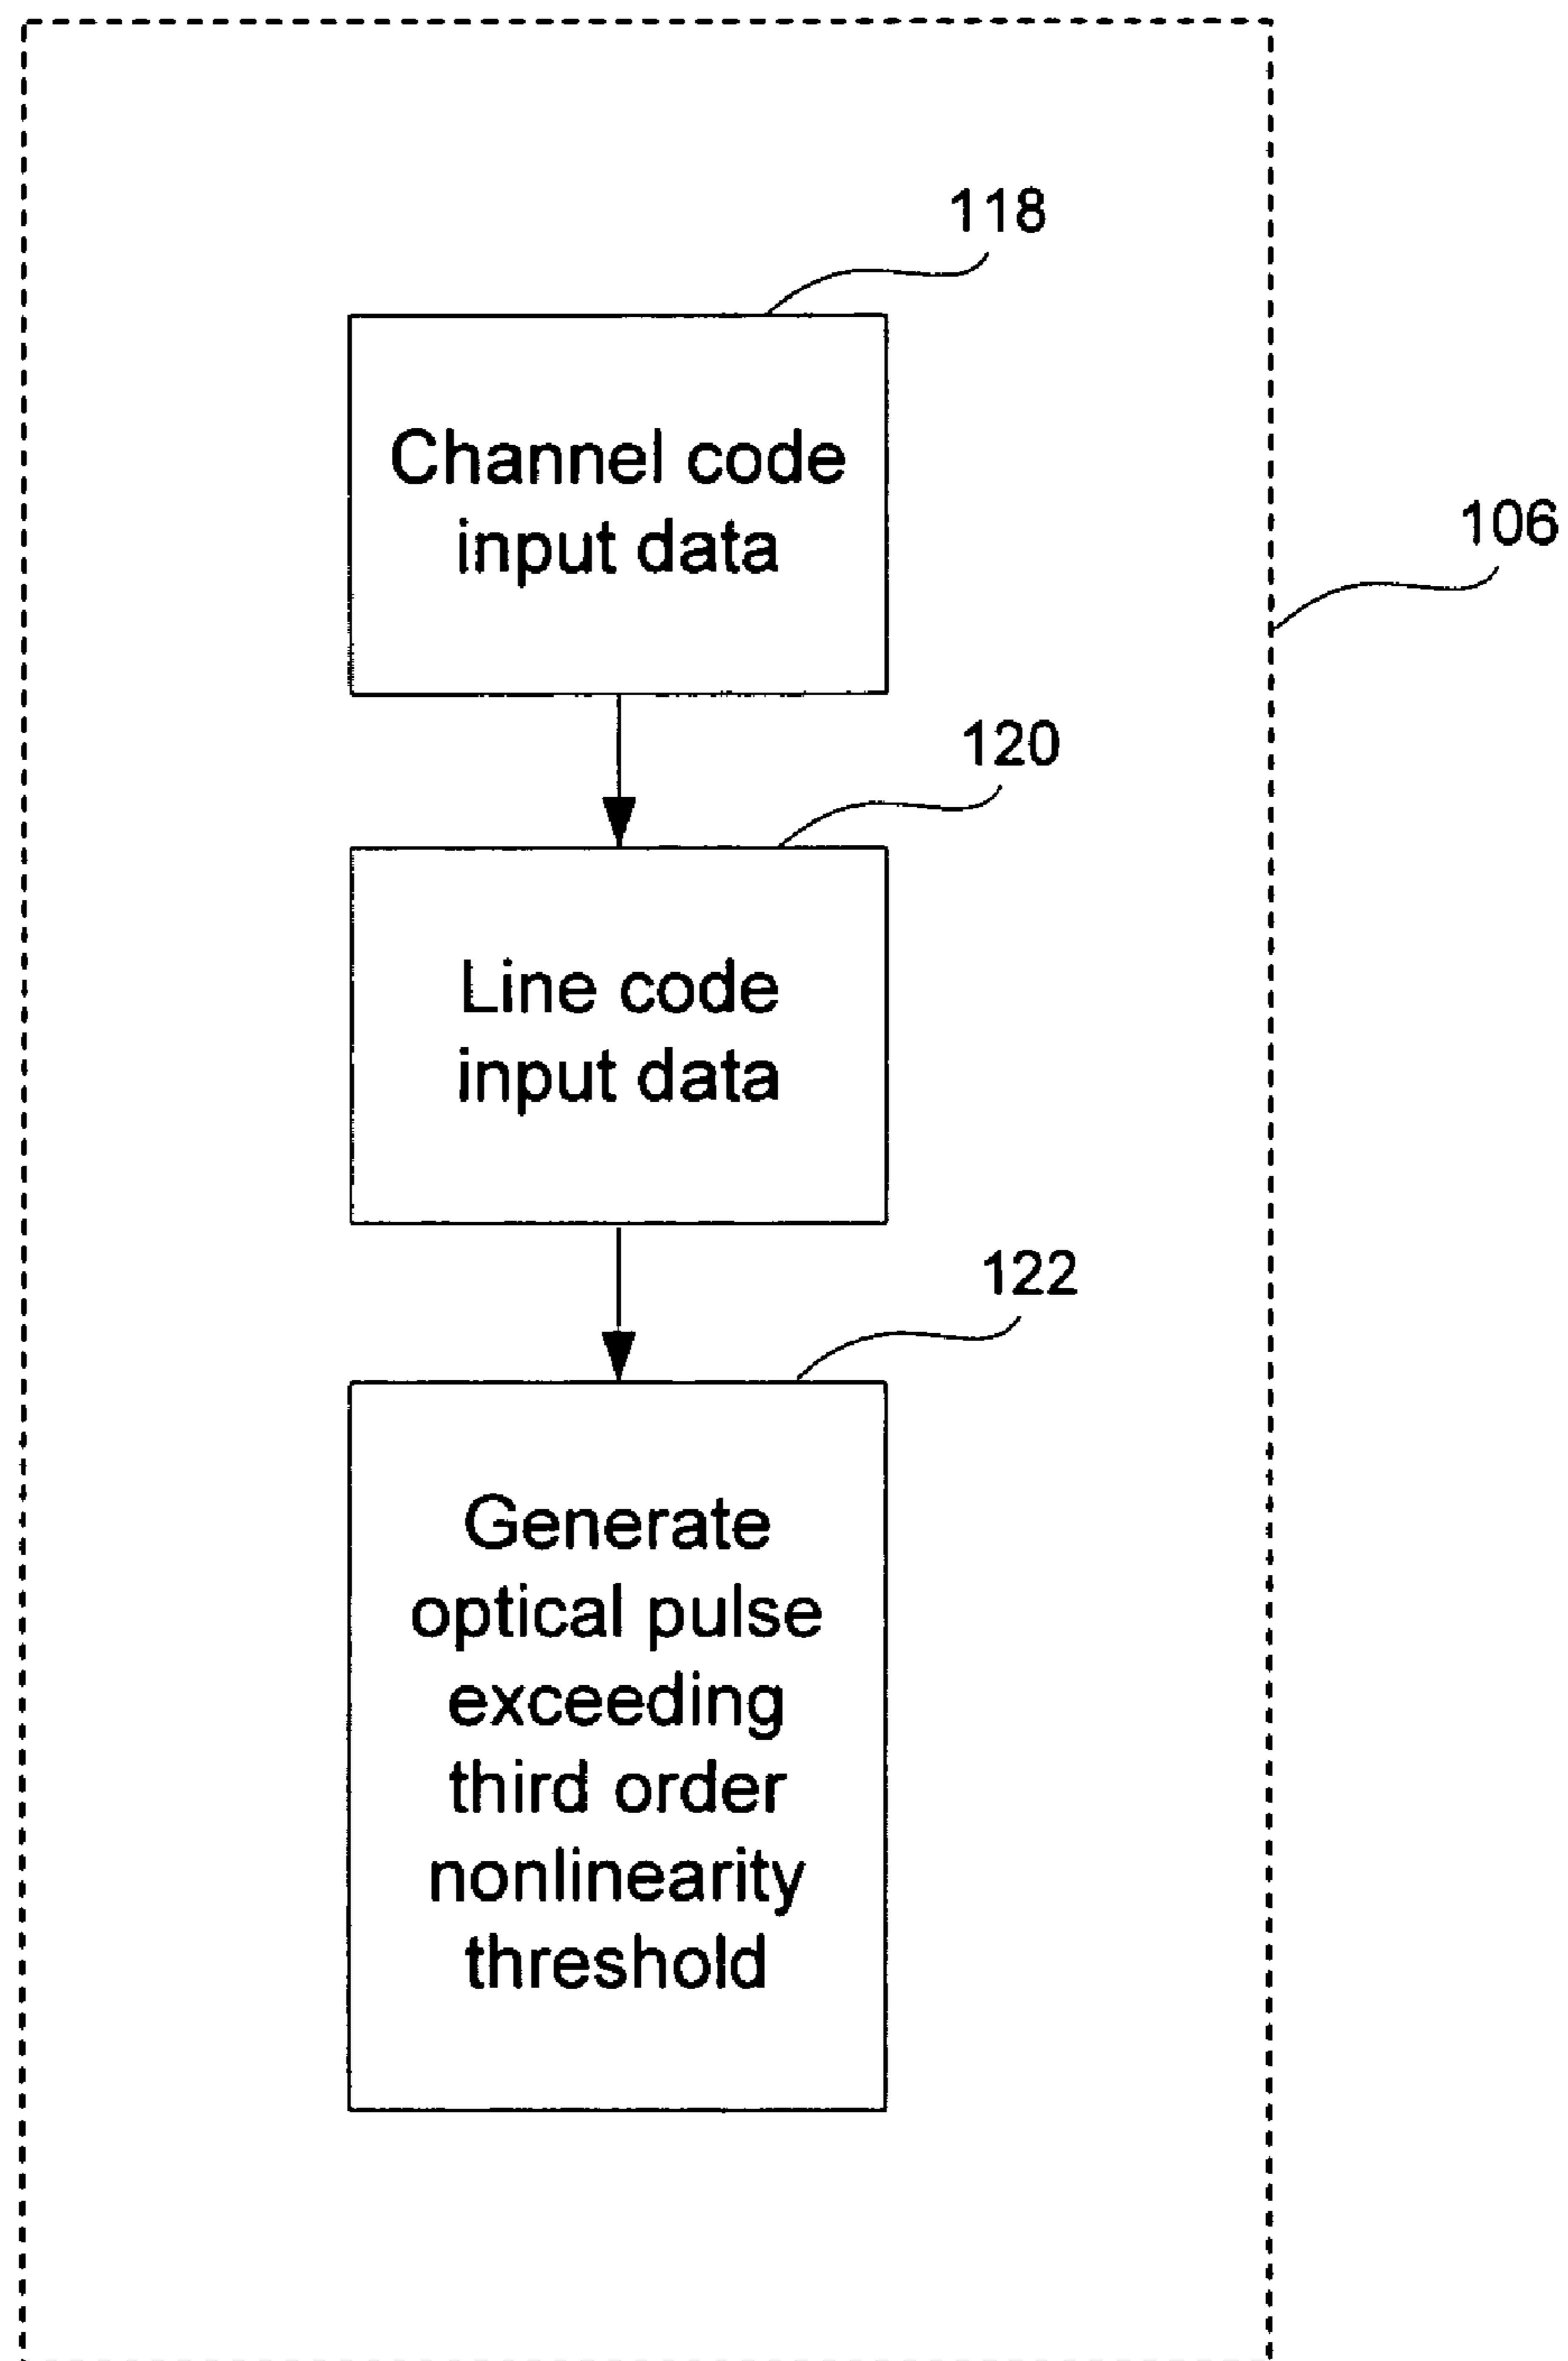 118
Channel code
input data
106
120
Line code
input data
122
Generate
optical pulse
exceeding
third order
nonlinearity
threshold